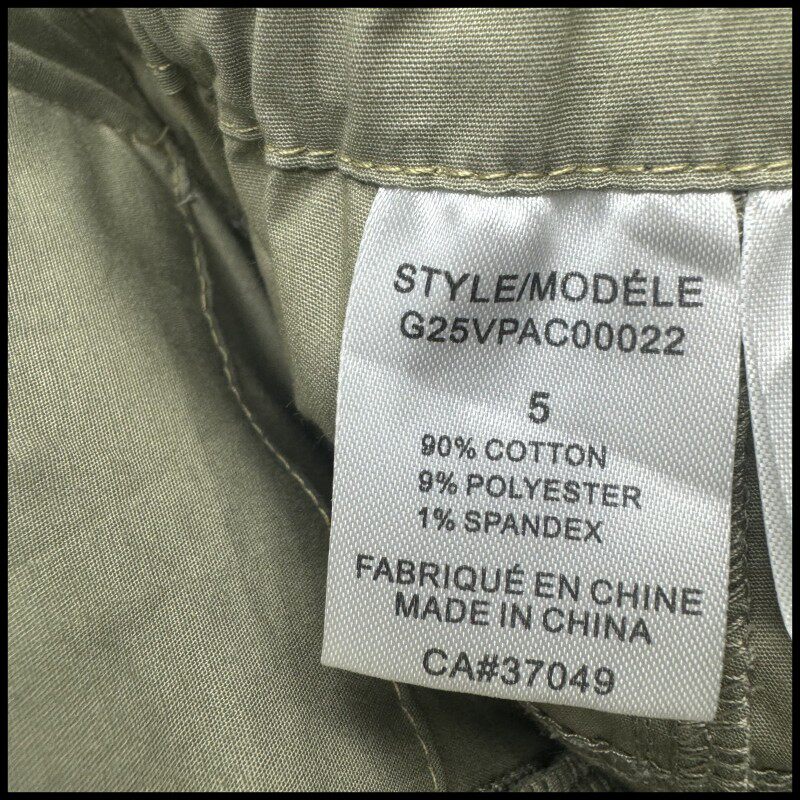 STYLE/MODÉLE
G25VPAC00022
5
90% COTTON
9% POLYESTER
1% SPANDEX
FABRIQUÉ EN CHINE
MADE IN CHINA
CA#37049